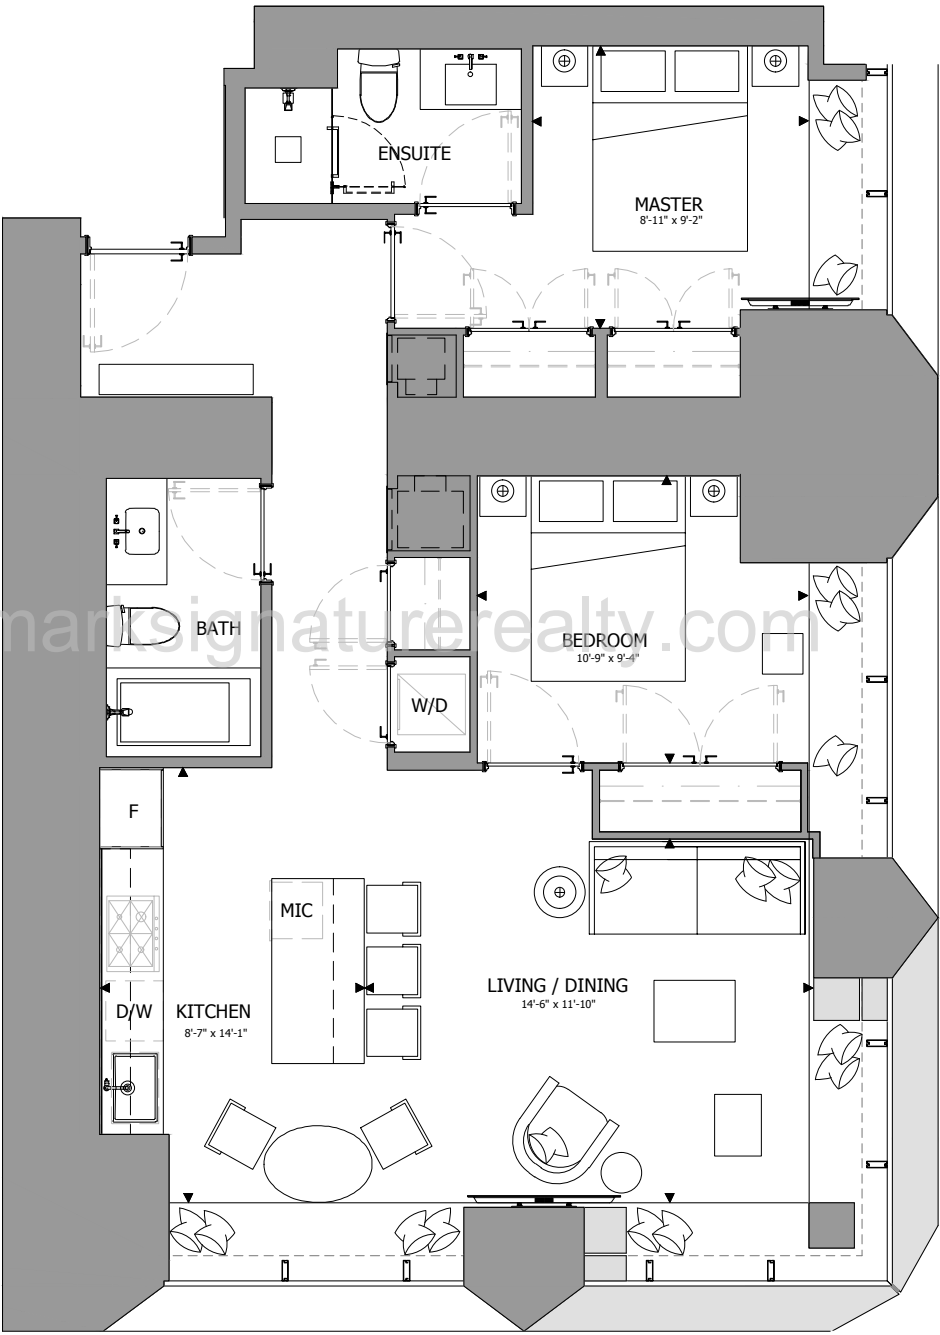 ENSUITE
MASTER
8'-11" x 9'-2"
marksignaturerealty.com
BATH
BEDROOM
10'-9" x 9'-4"
W/D
F
MIC
LIVING / DINING
14'-6" x 11'-10"
D/W
KITCHEN
8'-7" x 14'-1"